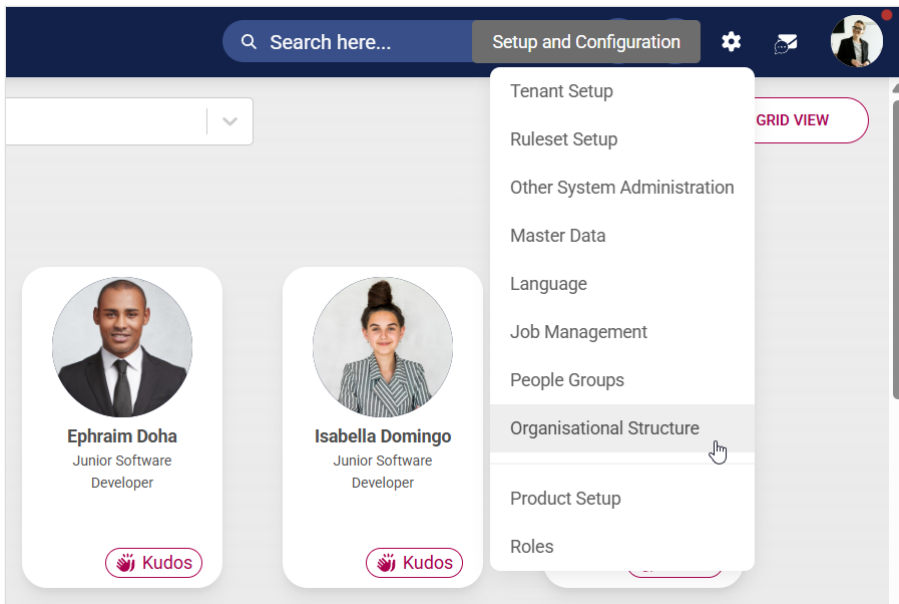 Search here...
Setup and Configuration
Tenant Setup
GRID VIEW
Ruleset Setup
Other System Administration
Master Data
Language
Job Management
People Groups
Organisational Structure
Product Setup
Roles
Ephraim Doha
Junior Software
Developer
Kudos
Isabella Domingo
Junior Software
Developer
Kudos